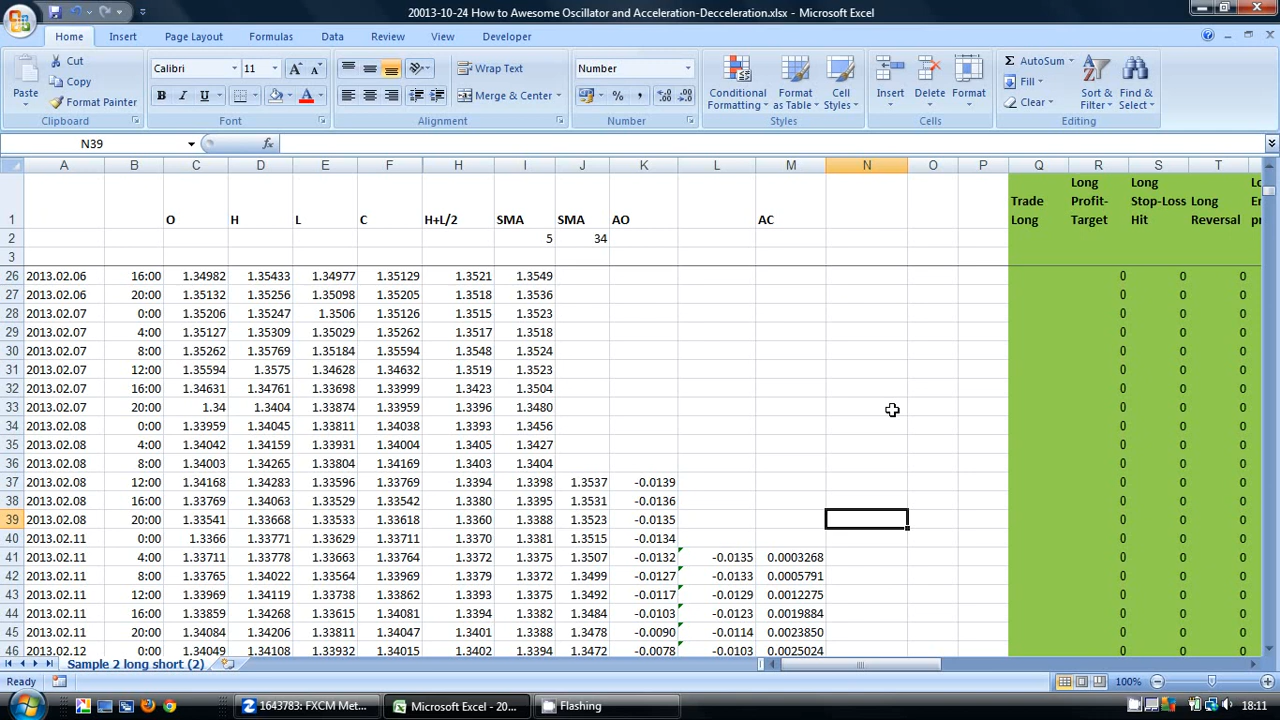 20013-10-24 How to Awesome Oscillator and Acceleration-Decceleration.xlsx - Microsoft Excel
Home Insert Page Layout Formulas Data Review View Developer
Paste Cut Copy Format Painter Clipboard
Calibri 11 B I U A A A Font
Wrap Text Merge & Center Alignment
Number % , Number
Conditional Formatting Format as Table Cell Styles Styles
Insert Delete Format Cells
Σ AutoSum Fill Clear Sort & Filter Find & Select Editing
N39 fx
A B C D E F H I J K L M N O P Q R S T
1 O H L C H+L/2 SMA SMA AO AC Trade Long Long Profit-Target Long Stop-Loss Hit Long Reversal
2 5 34
3
26 2013.02.06 16:00 1.34982 1.35433 1.34977 1.35129 1.3521 1.3549 0 0 0
27 2013.02.06 20:00 1.35132 1.35256 1.35098 1.35205 1.3518 1.3536 0 0 0
28 2013.02.07 0:00 1.35206 1.35247 1.3506 1.35126 1.3515 1.3523 0 0 0
29 2013.02.07 4:00 1.35127 1.35309 1.35029 1.35262 1.3517 1.3518 0 0 0
30 2013.02.07 8:00 1.35262 1.35769 1.35184 1.35594 1.3548 1.3524 0 0 0
31 2013.02.07 12:00 1.35594 1.3575 1.34628 1.34632 1.3519 1.3523 0 0 0
32 2013.02.07 16:00 1.34631 1.34761 1.33698 1.33999 1.3423 1.3504 0 0 0
33 2013.02.07 20:00 1.34 1.3404 1.33874 1.33959 1.3396 1.3480 0 0 0
34 2013.02.08 0:00 1.33959 1.34045 1.33811 1.34038 1.3393 1.3456 0 0 0
35 2013.02.08 4:00 1.34042 1.34159 1.33931 1.34004 1.3405 1.3427 0 0 0
36 2013.02.08 8:00 1.34003 1.34265 1.33804 1.34169 1.3403 1.3404 0 0 0
37 2013.02.08 12:00 1.34168 1.34283 1.33596 1.33769 1.3394 1.3398 1.3537 -0.0139 0 0 0
38 2013.02.08 16:00 1.33769 1.34063 1.33529 1.33542 1.3380 1.3395 1.3531 -0.0136 0 0 0
39 2013.02.08 20:00 1.33541 1.33668 1.33533 1.33618 1.3360 1.3388 1.3523 -0.0135 0 0 0
40 2013.02.11 0:00 1.3366 1.33771 1.33629 1.33711 1.3370 1.3381 1.3515 -0.0134 0 0 0
41 2013.02.11 4:00 1.33711 1.33778 1.33663 1.33764 1.3372 1.3375 1.3507 -0.0132 -0.0135 0.0003268 0 0 0
42 2013.02.11 8:00 1.33765 1.34022 1.33564 1.33969 1.3379 1.3372 1.3499 -0.0127 -0.0133 0.0005791 0 0 0
43 2013.02.11 12:00 1.33969 1.34119 1.33738 1.33862 1.3393 1.3375 1.3492 -0.0117 -0.0129 0.0012275 0 0 0
44 2013.02.11 16:00 1.33859 1.34268 1.33615 1.34081 1.3394 1.3382 1.3484 -0.0103 -0.0123 0.0019884 0 0 0
45 2013.02.11 20:00 1.34084 1.34206 1.33811 1.34047 1.3401 1.3388 1.3478 -0.0090 -0.0114 0.0023850 0 0 0
46 2013.02.12 0:00 1.34049 1.34108 1.33932 1.34015 1.3402 1.3394 1.3472 -0.0078 -0.0103 0.0025024 0 0 0
Sample 2 long short (2)
Ready 100%
1643783: FXCM Met... Microsoft Excel - 20... Flashing 18:11